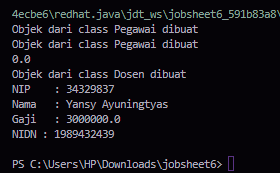 4ecbe6\redhat.java\jdt_ws\jobsheet6_591b83a8\
Objek dari class Pegawai dibuat
Objek dari class Pegawai dibuat
0.0
Objek dari class Dosen dibuat
NIP : 34329837
Nama : Yansy Ayuningtyas
Gaji : 3000000.0
NIDN : 1989432439
PS C:\Users\HP\Downloads\jobsheet6>